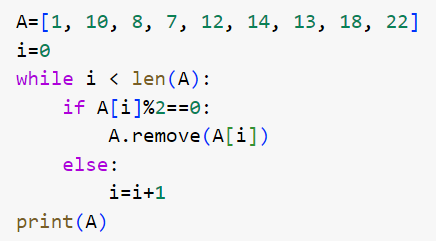 A=[1, 10, 8, 7, 12, 14, 13, 18, 22]
i=0
while i < len(A):
    if A[i]%2==0:
        A.remove(A[i])
    else:
        i=i+1
print(A)